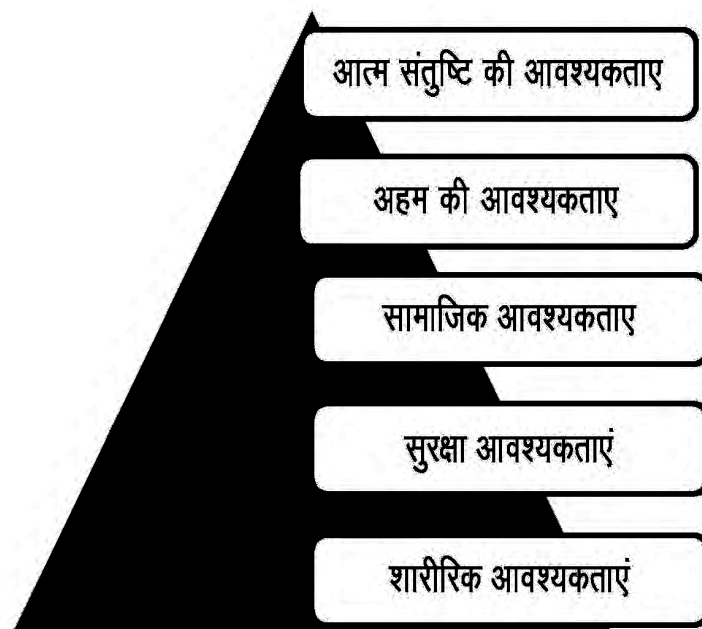 आत्म संतुष्टि की आवश्यकताए
अहम की आवश्यकताए
सामाजिक आवश्यकताए
सुरक्षा आवश्यकताएं
शारीरिक आवश्यकताएं